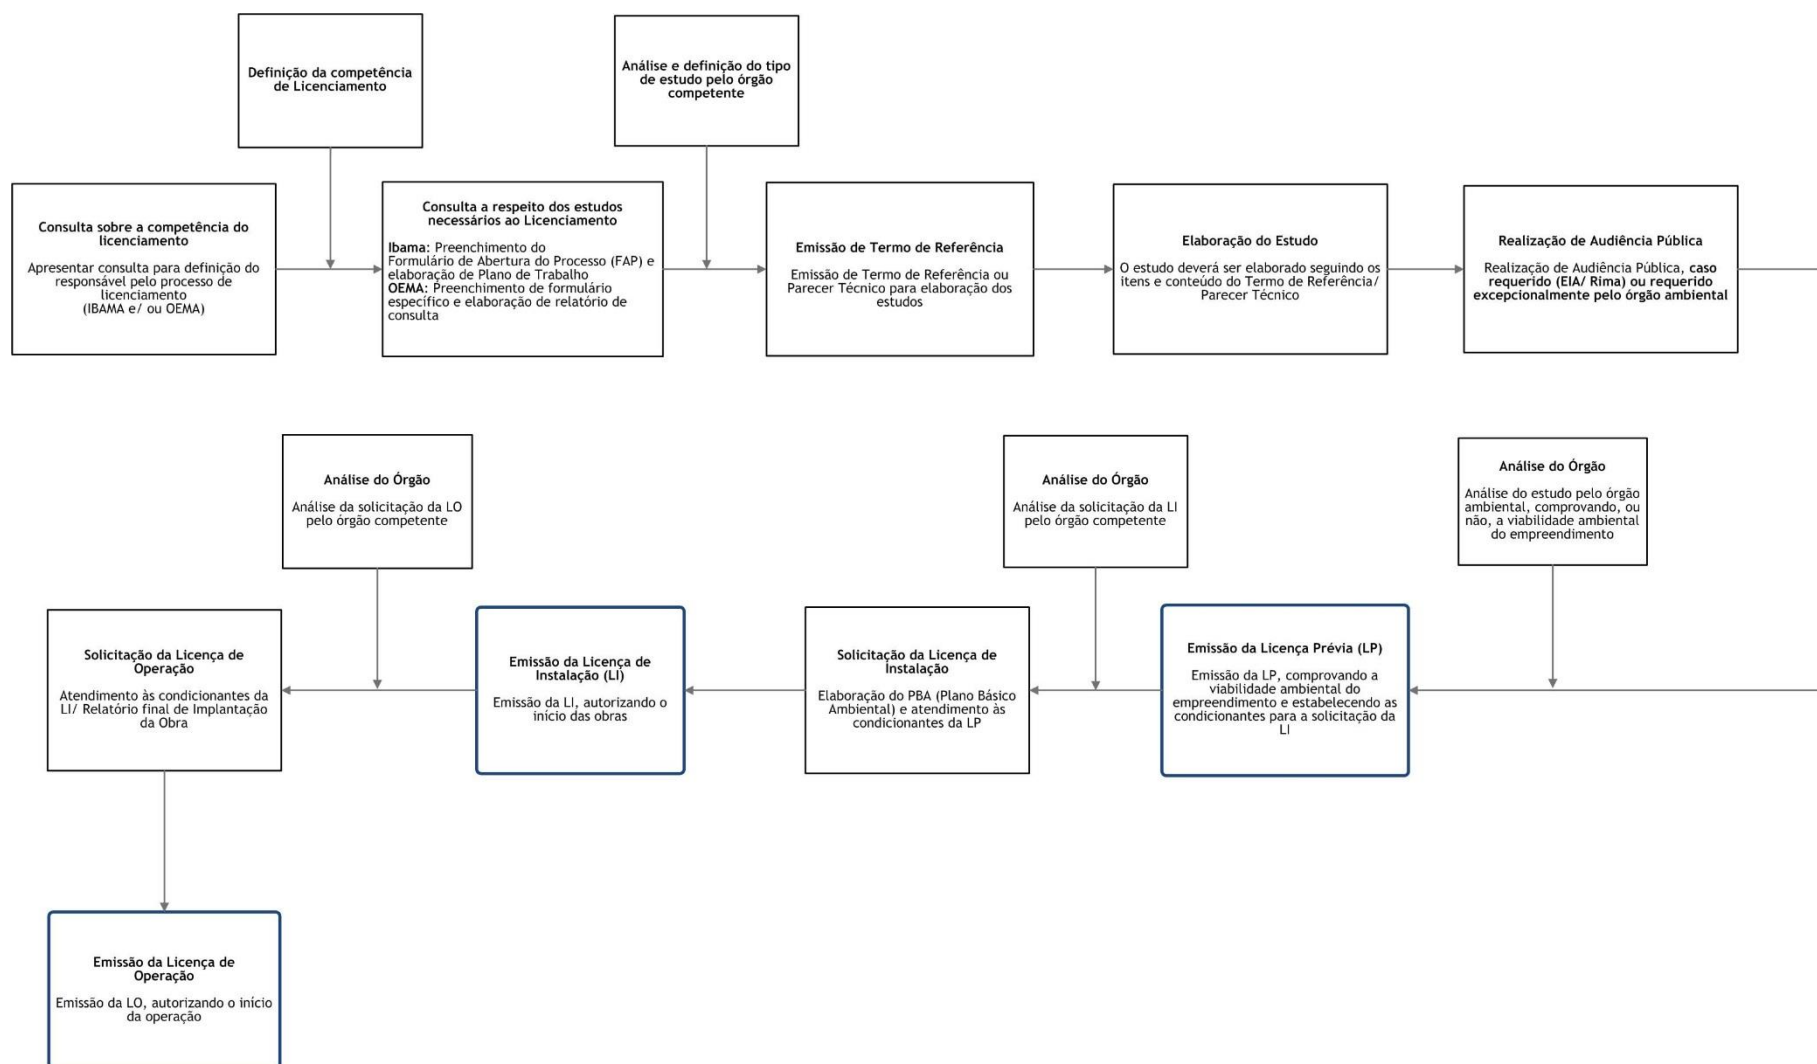 Definição da competência
de Licenciamento
Análise e definição do tipo
de estudo pelo órgão
competente
Consulta sobre a competência do
licenciamento
Apresentar consulta para definição do
responsável pelo processo de
licenciamento
(IBAMA e/ ou OEMA)
Consulta a respeito dos estudos
necessários ao Licenciamento
Ibama: Preenchimento do
Formulário de Abertura do Processo (FAP) e
elaboração de Plano de Trabalho
OEMA: Preenchimento de formulário
específico e elaboração de relatório de
consulta
Emissão de Termo de Referência
Emissão de Termo de Referência ou
Parecer Técnico para elaboração dos
estudos
Elaboração do Estudo
O estudo deverá ser elaborado seguindo os
itens e conteúdo do Termo de Referência/
Parecer Técnico
Realização de Audiência Pública
Realização de Audiência Pública, caso
requerido (EIA/ Rima) ou requerido
excepcionalmente pelo órgão ambiental
Análise do Órgão
Análise da solicitação da LO
pelo órgão competente
Análise do Órgão
Análise da solicitação da LI
pelo órgão competente
Análise do Órgão
Análise do estudo pelo órgão
ambiental, comprovando, ou
não, a viabilidade ambiental
do empreendimento
Solicitação da Licença de
Operação
Atendimento às condicionantes da
LI/ Relatório final de Implantação
da Obra
Emissão da Licença de
Instalação (LI)
Emissão da LI, autorizando o
início das obras
Solicitação da Licença de
Instalação
Elaboração do PBA (Plano Básico
Ambiental) e atendimento às
condicionantes da LP
Emissão da Licença Prévia (LP)
Emissão da LP, comprovando a
viabilidade ambiental do
empreendimento e estabelecendo as
condicionantes para a solicitação da
LI
Emissão da Licença de
Operação
Emissão da LO, autorizando o início
da operação